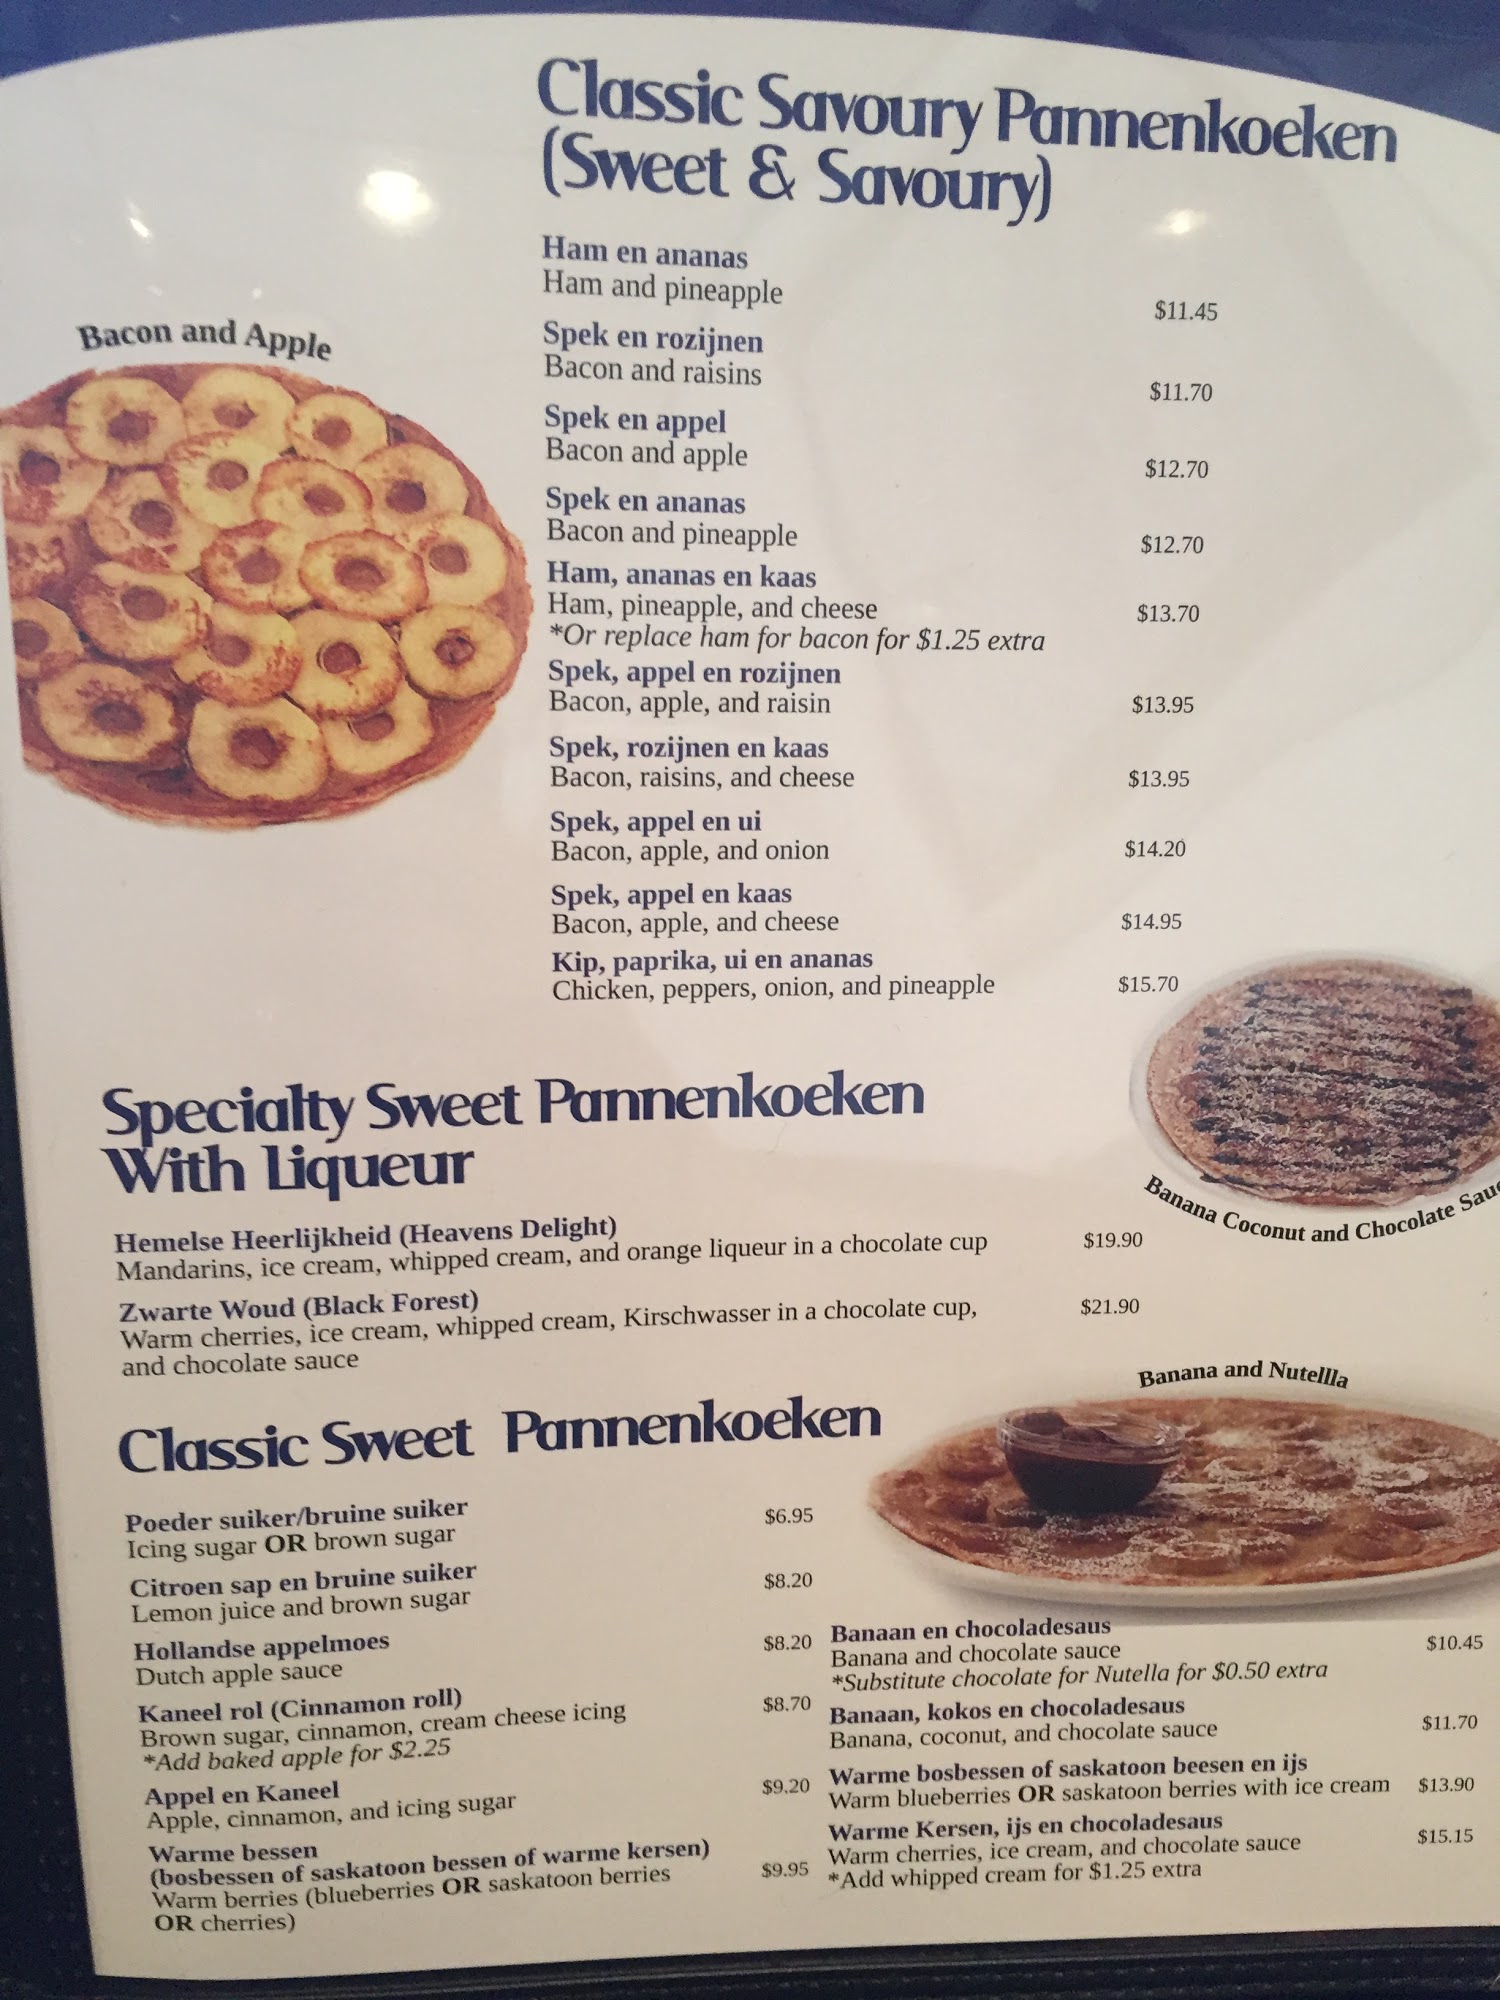 Classic Savoury Pannenkoeken
(Sweet & Savoury)
Bacon and Apple
Ham en ananas
Ham and pineapple $11.45
Spek en rozijnen
Bacon and raisins $11.70
Spek en appel
Bacon and apple $12.70
Spek en ananas
Bacon and pineapple $12.70
Ham, ananas en kaas
Ham, pineapple, and cheese $13.70
*Or replace ham for bacon for $1.25 extra
Spek, appel en rozijnen
Bacon, apple, and raisin $13.95
Spek, rozijnen en kaas
Bacon, raisins, and cheese $13.95
Spek, appel en ui
Bacon, apple, and onion $14.20
Spek, appel en kaas
Bacon, apple, and cheese $14.95
Kip, paprika, ui en ananas
Chicken, peppers, onion, and pineapple $15.70
Banana Coconut and Chocolate Sauc
Specialty Sweet Pannenkoeken
With Liqueur
Hemelse Heerlijkheid (Heavens Delight)
Mandarins, ice cream, whipped cream, and orange liqueur in a chocolate cup $19.90
Zwarte Woud (Black Forest)
Warm cherries, ice cream, whipped cream, Kirschwasser in a chocolate cup, $21.90
and chocolate sauce
Banana and Nutellla
Classic Sweet Pannenkoeken
Poeder suiker/bruine suiker $6.95
Icing sugar OR brown sugar
Citroen sap en bruine suiker $8.20
Lemon juice and brown sugar
Hollandse appelmoes $8.20
Dutch apple sauce
Kaneel rol (Cinnamon roll) $8.70
Brown sugar, cinnamon, cream cheese icing
*Add baked apple for $2.25
Appel en Kaneel $9.20
Apple, cinnamon, and icing sugar
Warme bessen
(bosbessen of saskatoon bessen of warme kersen) $9.95
Warm berries (blueberries OR saskatoon berries
OR cherries)
Banaan en chocoladesaus $10.45
Banana and chocolate sauce
*Substitute chocolate for Nutella for $0.50 extra
Banaan, kokos en chocoladesaus $11.70
Banana, coconut, and chocolate sauce
Warme bosbessen of saskatoon beesen en ijs
Warm blueberries OR saskatoon berries with ice cream $13.90
Warme Kersen, ijs en chocoladesaus $15.15
Warm cherries, ice cream, and chocolate sauce
*Add whipped cream for $1.25 extra